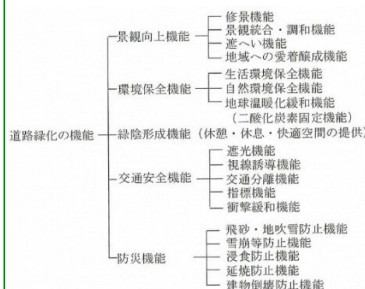 道路緑化の機能
景観向上機能
修景機能
景観統合・調和機能
遮へい機能
地域への愛着醸成機能
環境保全機能
生活環境保全機能
自然環境保全機能
地球温暖化緩和機能
(二酸化炭素固定機能)
緑陰形成機能 (休憩・休息・快適空間の提供)
交通安全機能
遮光機能
視線誘導機能
交通分離機能
指標機能
衝撃緩和機能
防災機能
飛砂・地吹雪防止機能
雪崩等防止機能
浸食防止機能
延焼防止機能
建物倒壊防止機能